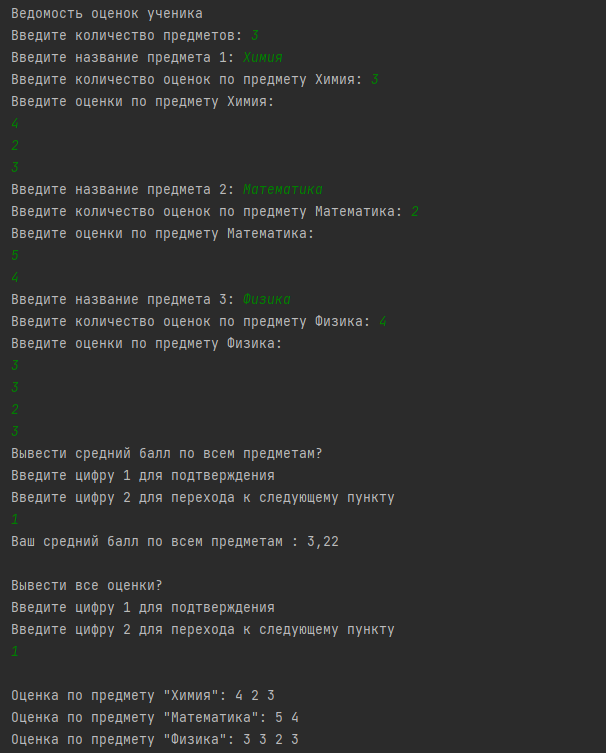 Ведомость оценок ученика
Введите количество предметов: 3
Введите название предмета 1: Химия
Введите количество оценок по предмету Химия: 3
Введите оценки по предмету Химия:
4
2
3
Введите название предмета 2: Математика
Введите количество оценок по предмету Математика: 2
Введите оценки по предмету Математика:
5
4
Введите название предмета 3: Физика
Введите количество оценок по предмету Физика: 4
Введите оценки по предмету Физика:
3
3
2
3
Вывести средний балл по всем предметам?
Введите цифру 1 для подтверждения
Введите цифру 2 для перехода к следующему пункту
1
Ваш средний балл по всем предметам : 3,22
Вывести все оценки?
Введите цифру 1 для подтверждения
Введите цифру 2 для перехода к следующему пункту
1
Оценка по предмету "Химия": 4 2 3
Оценка по предмету "Математика": 5 4
Оценка по предмету "Физика": 3 3 2 3